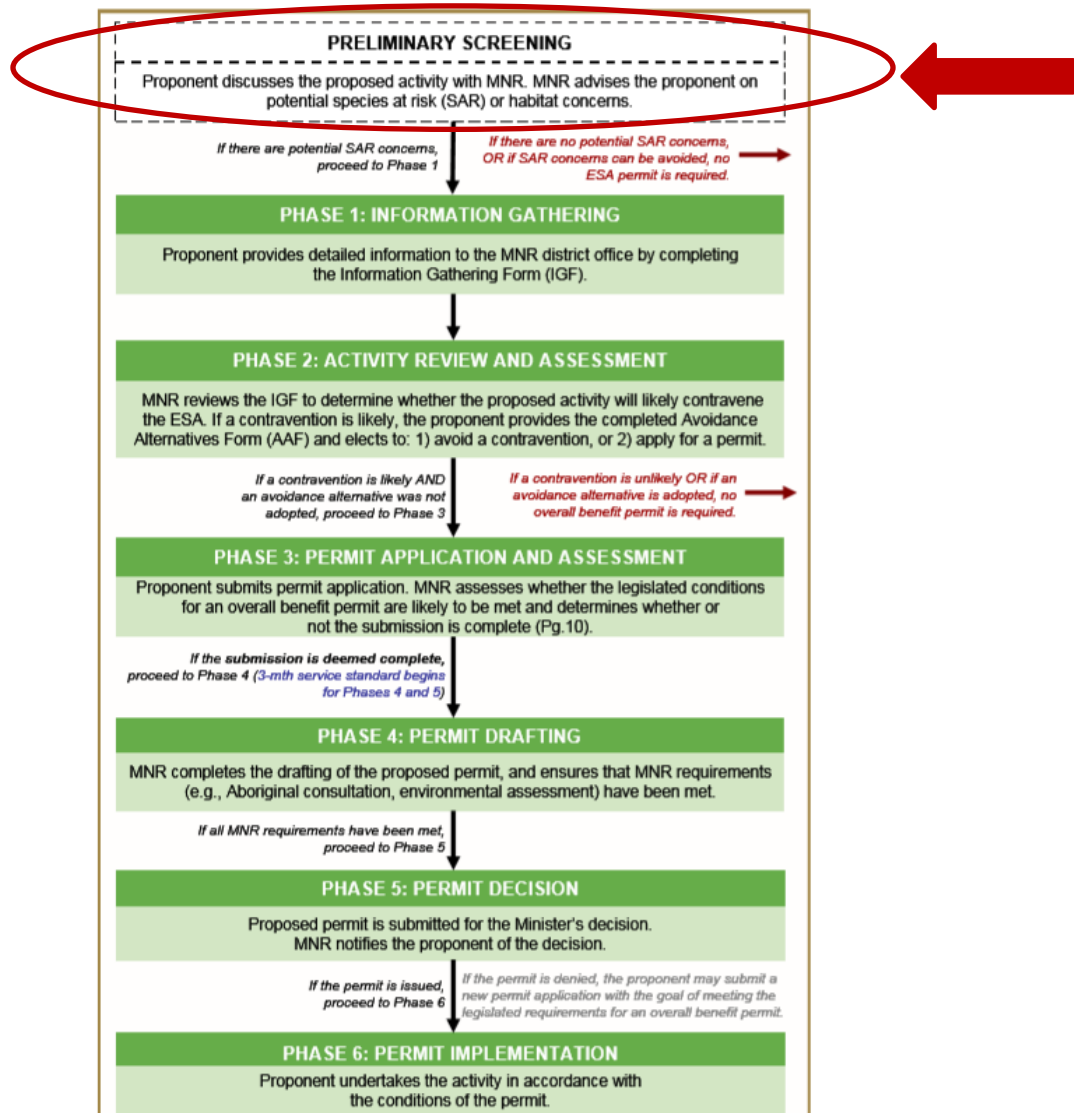 PRELIMINARY SCREENING
Proponent discusses the proposed activity with MNR. MNR advises the proponent on
potential species at risk (SAR) or habitat concerns.
If there are potential SAR concerns,
proceed to Phase 1
If there are no potential SAR concerns,
OR if SAR concerns can be avoided, no
ESA permit is required.
PHASE 1: INFORMATION GATHERING
Proponent provides detailed information to the MNR district office by completing
the Information Gathering Form (IGF).
PHASE 2: ACTIVITY REVIEW AND ASSESSMENT
MNR reviews the IGF to determine whether the proposed activity will likely contravene
the ESA. If a contravention is likely, the proponent provides the completed Avoidance
Alternatives Form (AAF) and elects to: 1) avoid a contravention, or 2) apply for a permit.
If a contravention is likely AND
an avoidance alternative was not
adopted, proceed to Phase 3
If a contravention is unlikely OR if an
avoidance alternative is adopted, no
overall benefit permit is required.
PHASE 3: PERMIT APPLICATION AND ASSESSMENT
Proponent submits permit application. MNR assesses whether the legislated conditions
for an overall benefit permit are likely to be met and determines whether or
not the submission is complete (Pg.10).
If the submission is deemed complete,
proceed to Phase 4 (3-mth service standard begins
for Phases 4 and 5)
PHASE 4: PERMIT DRAFTING
MNR completes the drafting of the proposed permit, and ensures that MNR requirements
(e.g., Aboriginal consultation, environmental assessment) have been met.
If all MNR requirements have been met,
proceed to Phase 5
PHASE 5: PERMIT DECISION
Proposed permit is submitted for the Minister's decision.
MNR notifies the proponent of the decision.
If the permit is issued,
proceed to Phase 6
If the permit is denied, the proponent may submit a
new permit application with the goal of meeting the
legislated requirements for an overall benefit permit.
PHASE 6: PERMIT IMPLEMENTATION
Proponent undertakes the activity in accordance with
the conditions of the permit.